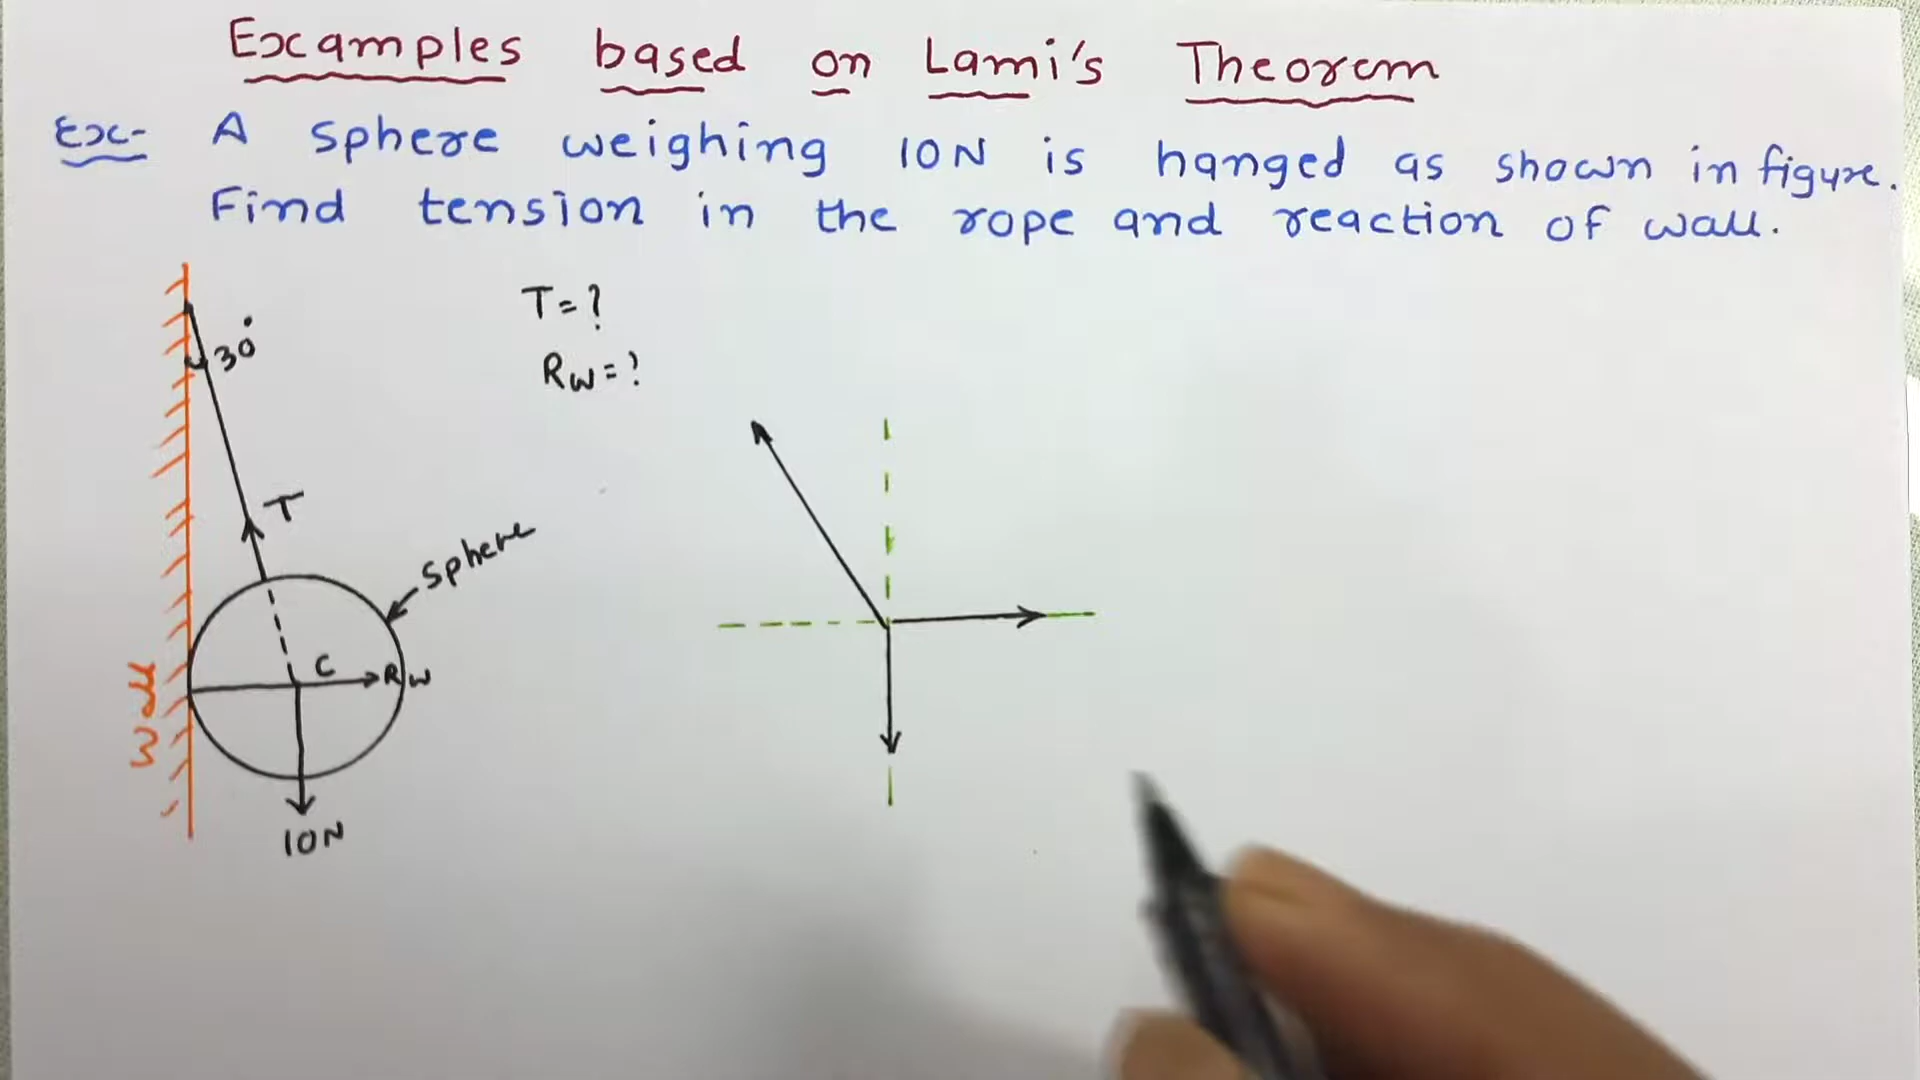 Examples based on Lami's Theorem
Ex- A sphere weighing 10N is hanged as shown in figure.
Find tension in the rope and reaction of wall.
T=?
30°
Rw=?
T
sphere
C
Rw
wall
10N